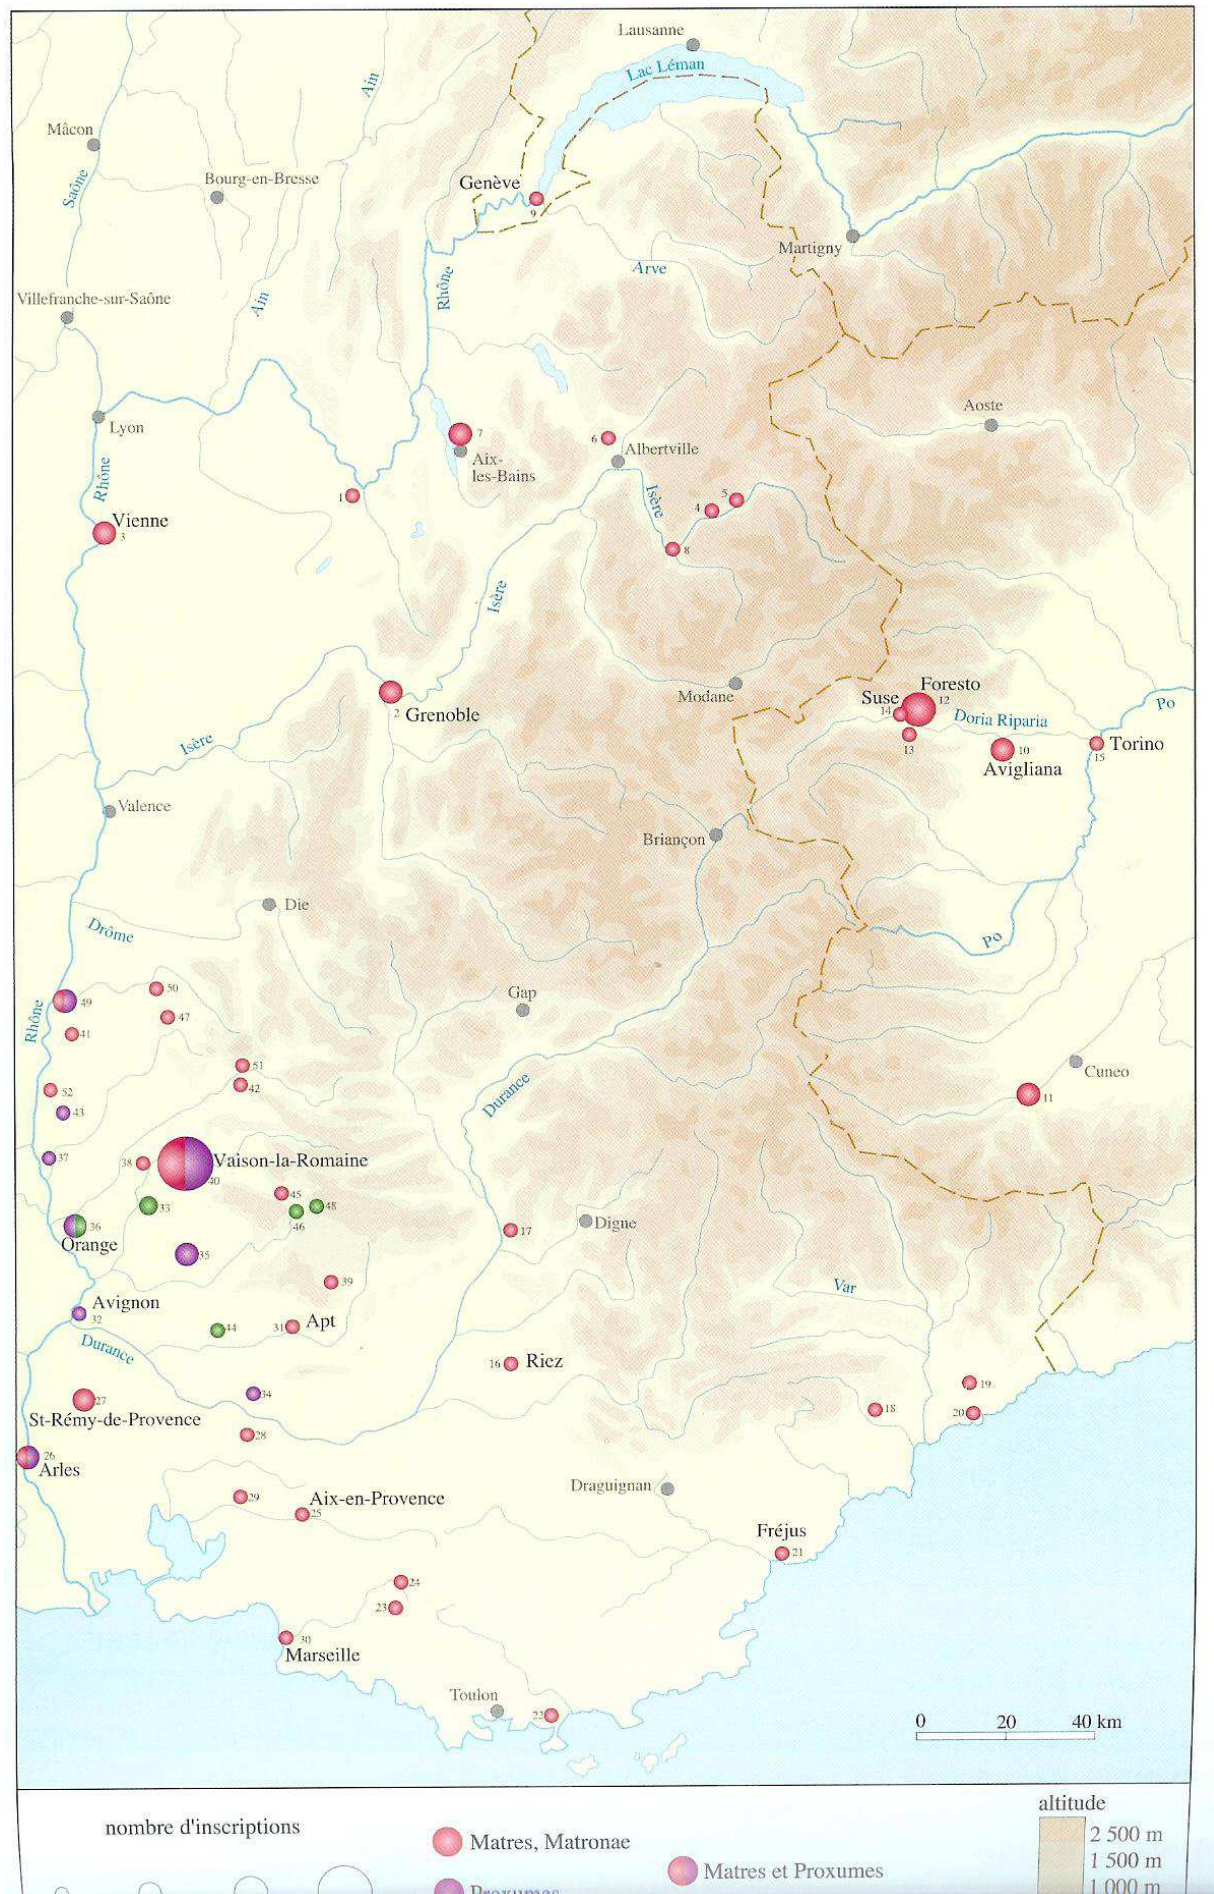 Lausanne
Lac Léman
Ain
Mâcon
Saône
Bourg-en-Bresse
Genève
9
Martigny
Arve
Rhône
Villefranche-sur-Saône
Ain
Aoste
Lyon
7
Aix-
les-Bains
6
Albertville
Rhône
1
Isère
4
5
Vienne
3
8
Isère
Modane
Foresto
Suse
12
14
Doria Riparia
13
Po
2
Grenoble
10
Avigliana
15
Torino
Isère
Valence
Briançon
Die
Drôme
Po
49
50
Gap
Rhône
47
41
51
42
Durance
Cuneo
11
52
43
37
38
Vaison-la-Romaine
40
33
45
48
46
36
Orange
35
17
Digne
39
Var
Avignon
32
44
31
Apt
Durance
16
Riez
34
19
27
St-Rémy-de-Provence
18
20
28
26
Arles
29
Aix-en-Provence
25
Draguignan
Fréjus
21
24
23
30
Marseille
Toulon
22
0 20 40 km
nombre d'inscriptions
Matres, Matronae
Matres et Proxumes
Proxumes
altitude
2 500 m
1 500 m
1 000 m